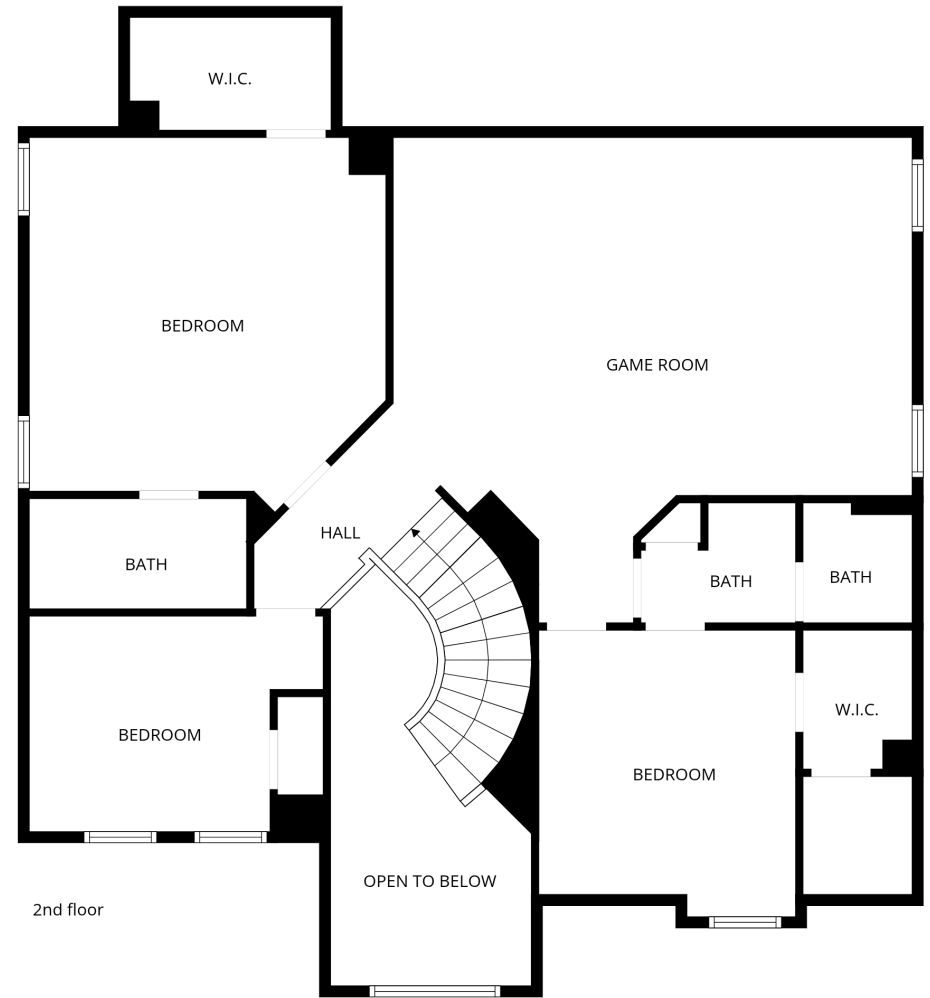 W.I.C.
BEDROOM
GAME ROOM
HALL
BATH
BATH
BATH
W.I.C.
BEDROOM
BEDROOM
OPEN TO BELOW
2nd floor